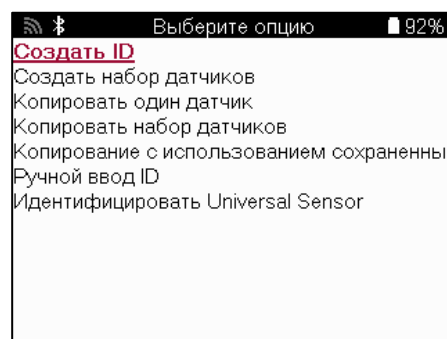 Выберите опцию 92%
Создать ID
Создать набор датчиков
Копировать один датчик
Копировать набор датчиков
Копирование с использованием сохраненны
Ручной ввод ID
Идентифицировать Universal Sensor